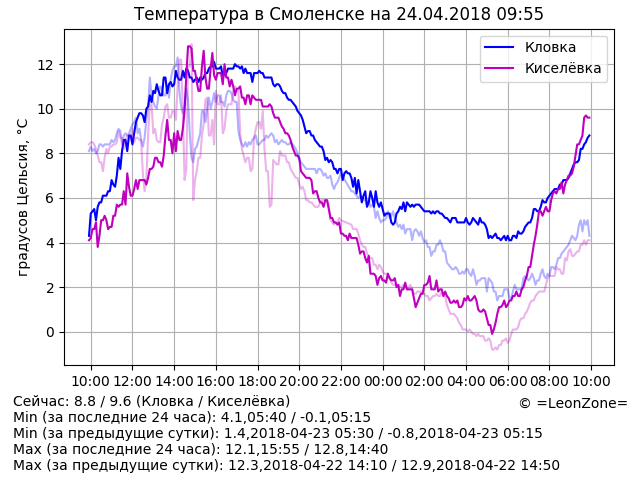 Температура в Смоленске на 24.04.2018 09:55
Кловка
Киселёвка
градусов Цельсия, °C
12
10
8
6
4
2
0
10:00 12:00 14:00 16:00 18:00 20:00 22:00 00:00 02:00 04:00 06:00 08:00 10:00
Сейчас: 8.8 / 9.6 (Кловка / Киселёвка)
© =LeonZone=
Min (за последние 24 часа): 4.1,05:40 / -0.1,05:15
Min (за предыдущие сутки): 1.4,2018-04-23 05:30 / -0.8,2018-04-23 05:15
Max (за последние 24 часа): 12.1,15:55 / 12.8,14:40
Max (за предыдущие сутки): 12.3,2018-04-22 14:10 / 12.9,2018-04-22 14:50